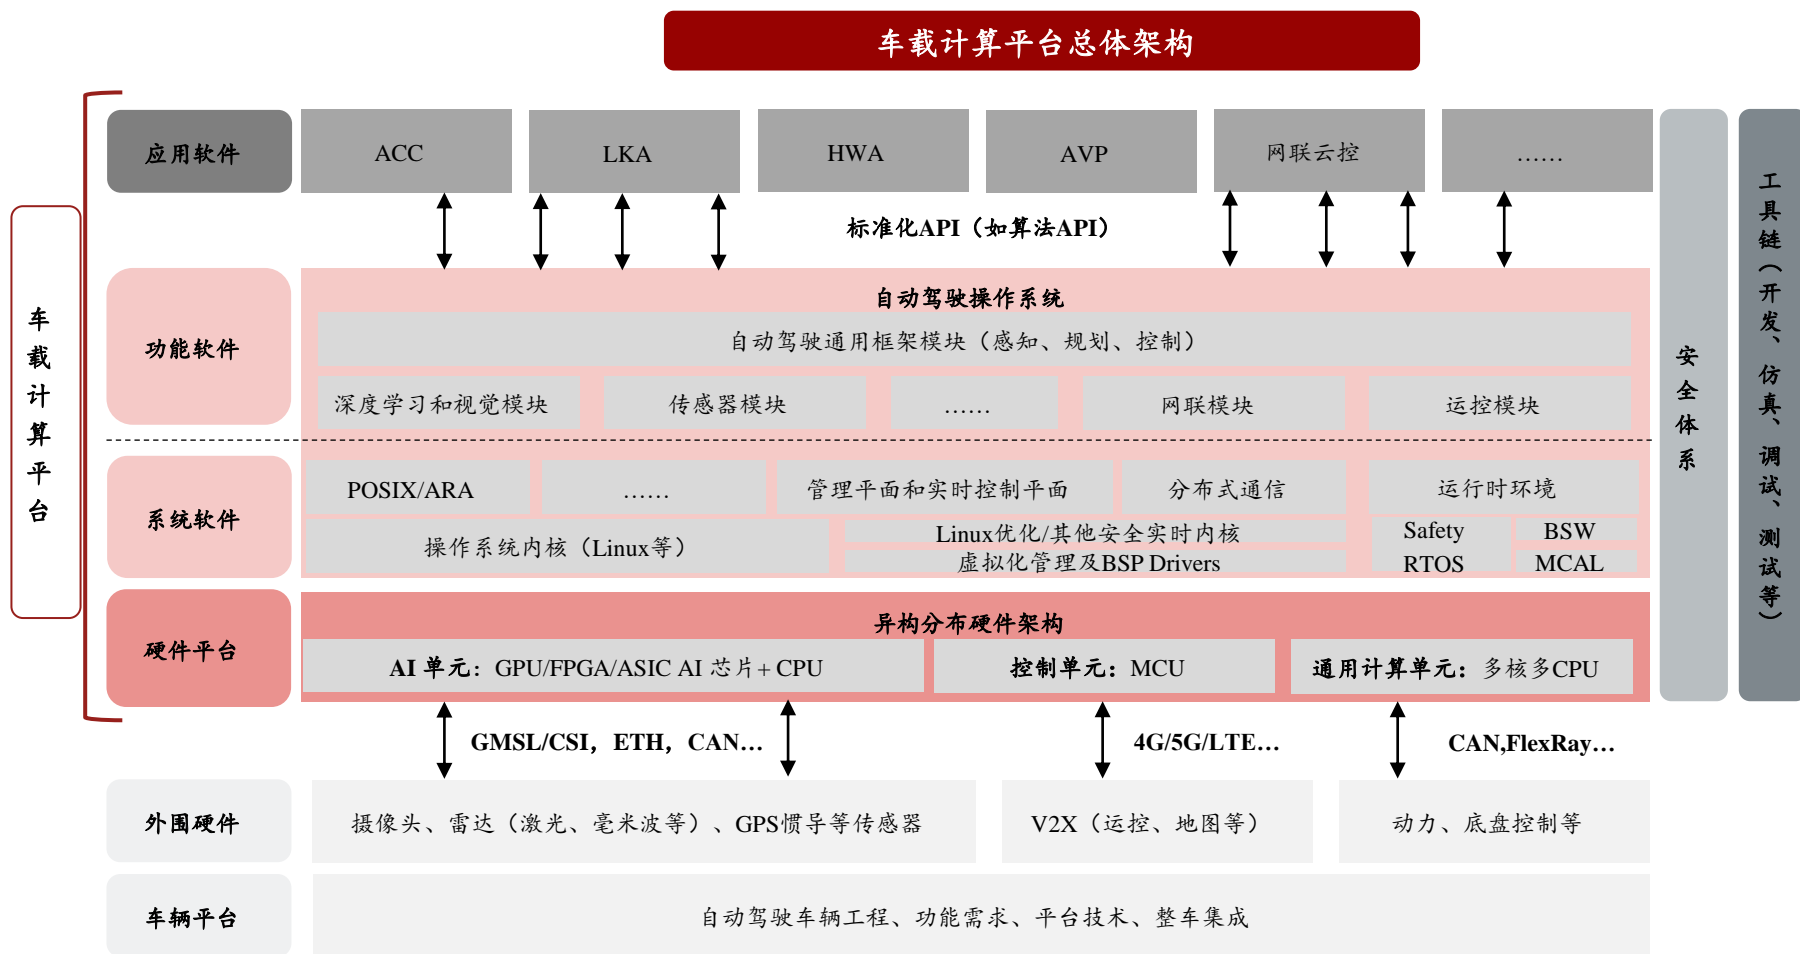 车载计算平台总体架构
车载计算平台
应用软件
ACC
LKA
HWA
AVP
网联云控
……
标准化API（如算法API）
功能软件
自动驾驶操作系统
自动驾驶通用框架模块（感知、规划、控制）
深度学习和视觉模块
传感器模块
……
网联模块
运控模块
系统软件
POSIX/ARA
……
管理平面和实时控制平面
分布式通信
运行时环境
操作系统内核（Linux等）
Linux优化/其他安全实时内核
虚拟化管理及BSP Drivers
Safety
RTOS
BSW
MCAL
硬件平台
异构分布硬件架构
AI 单元：GPU/FPGA/ASIC AI 芯片+ CPU
控制单元：MCU
通用计算单元：多核多CPU
GMSL/CSI，ETH，CAN…
4G/5G/LTE…
CAN,FlexRay…
外围硬件
摄像头、雷达（激光、毫米波等）、GPS惯导等传感器
V2X（运控、地图等）
动力、底盘控制等
车辆平台
自动驾驶车辆工程、功能需求、平台技术、整车集成
安全体系
工具链（开发、仿真、调试、测试等）